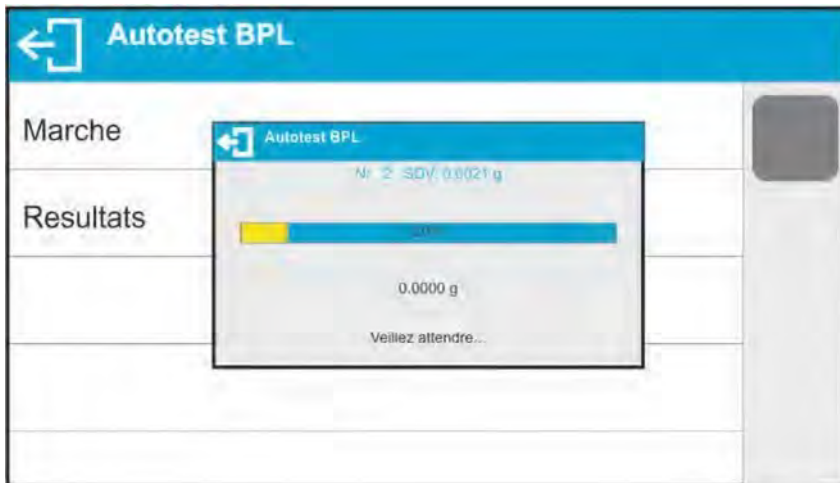 Autotest BPL
Marche
Resultats
Autotest BPL
Nr 2 SDV 0.0021 g
0.0000 g
Veillez attendre...